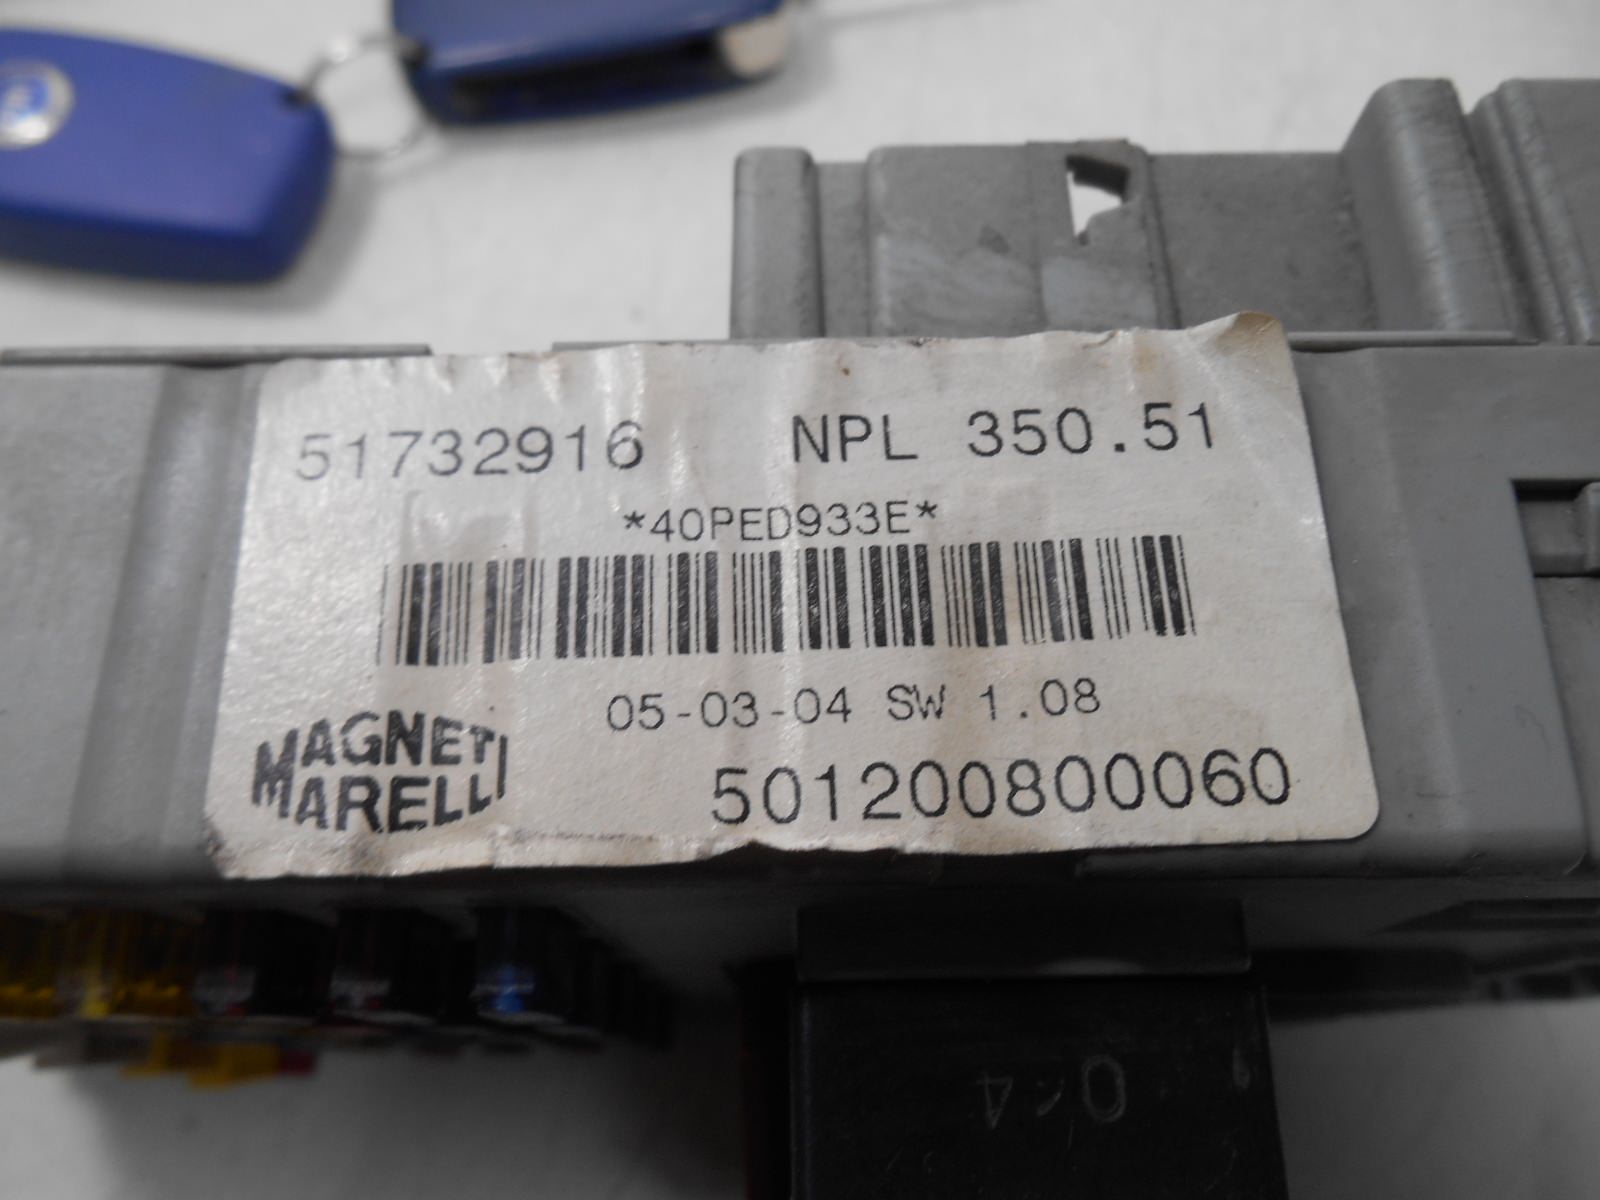 51732916 NPL 350.51
*40PED933E*
05-03-04 SW 1.08
MAGNETI
MARELLI
501200800060